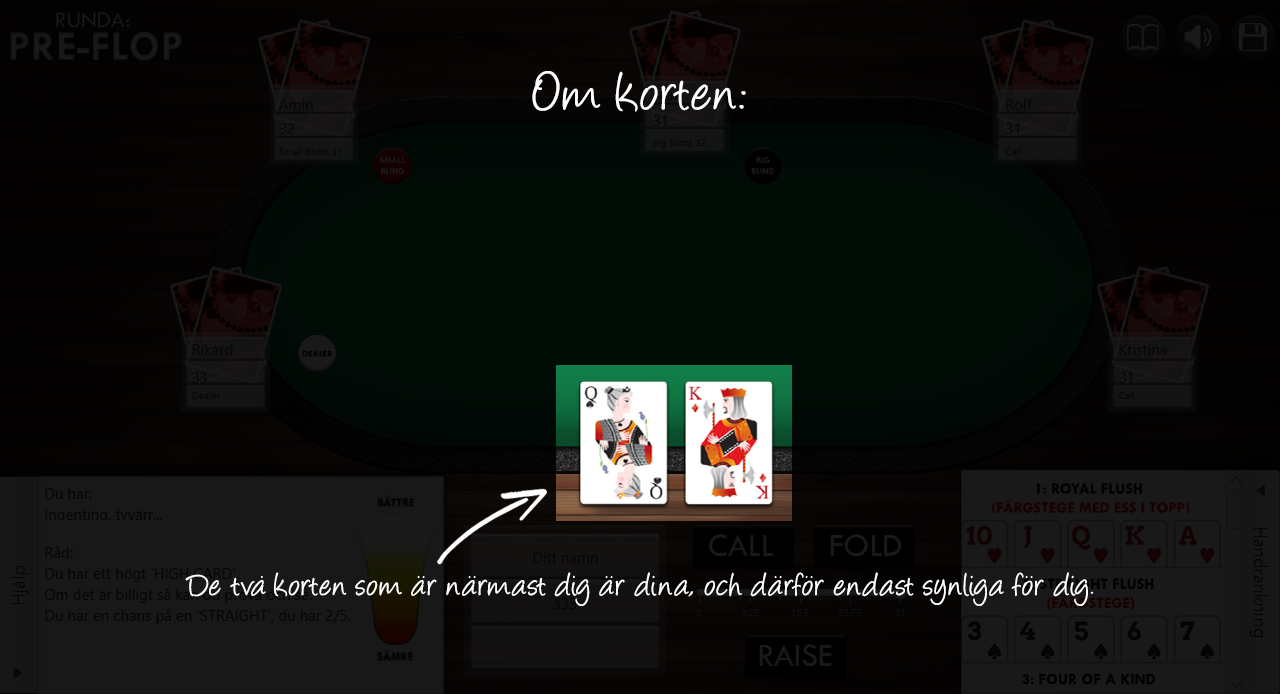 RUNDA:
PRE-FLOP
Om korten:
Amin
32
Small Blind: 31
31
Big Blind: 62
Rolf
31
Call
SMALL
BLIND
BIG
BLIND
Rikard
33
Dealer
DEALER
Kristina
31
Call
Q
K
Q
K
Hjälp
Du har:
Ingenting, tyvärr...
Råd:
Du har ett högt 'HIGH CARD'
Om det är billigt så
Du har en chans på en 'STRAIGHT', du har 2/5.
BÄTTRE
SÄMRE
Ditt namn
CALL
FOLD
RAISE
De två korten som är närmast dig är dina, och därför endast synliga för dig.
1: ROYAL FLUSH
(FÄRGSTEGE MED ESS I TOPP)
10 J Q K A
FLUSH
(FÄRGSTEGE)
3 4 5 6 7
3: FOUR OF A KIND
Handrankning